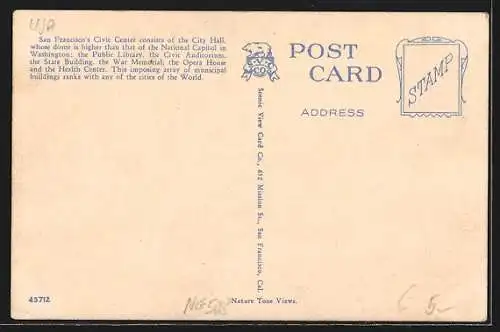 USA
San Francisco's Civic Center consists of the City Hall,
whose dome is higher than that of the National Capitol in
Washington; the Public Library, the Civic Auditorium,
the State Building, the War Memorial; the Opera House
and the Health Center. This imposing array of municipal
buildings ranks with any of the cities of the World.
POST
CARD
ADDRESS
STAMP
Scenic View Card Co., 612 Mission St., San Francisco, Cal.
43712
Nature Tone Views.
5-